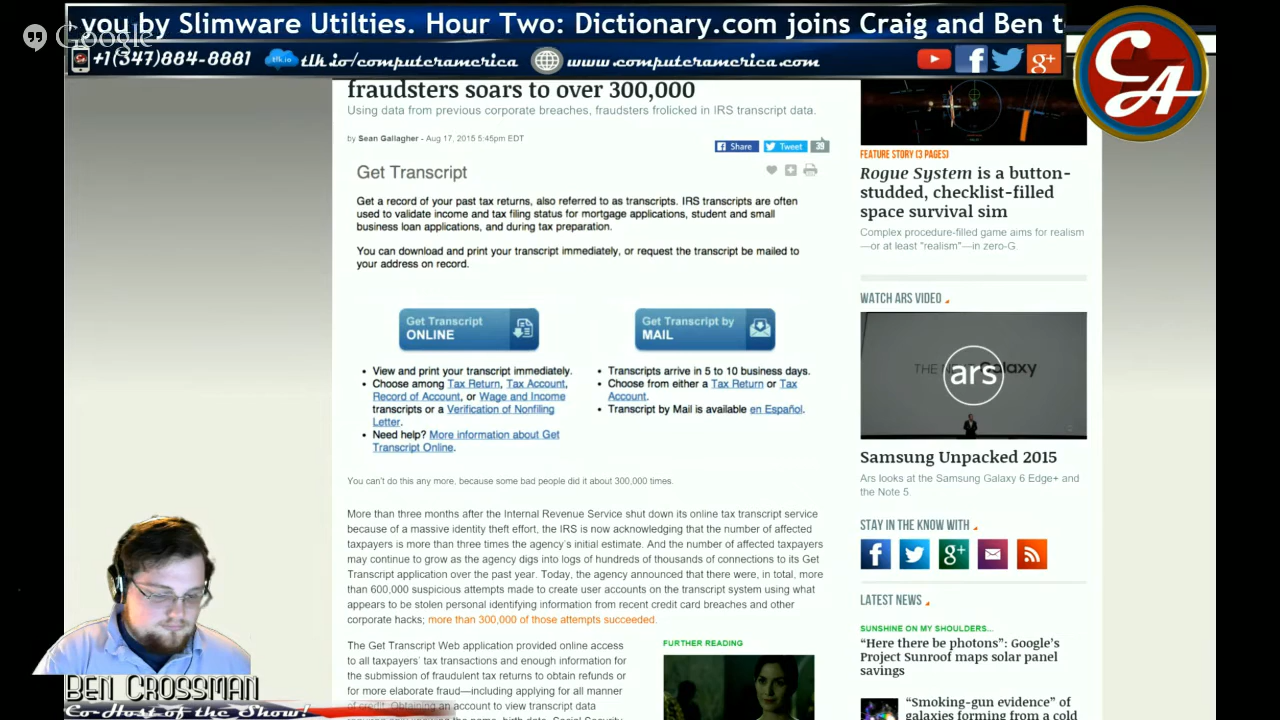 you by Slimware Utilties. Hour Two: Dictionary.com joins Craig and Ben t
Google
+1(347)884-8881 tlk.io/computeramerica www.computeramerica.com
CA
fraudsters soars to over 300,000
Using data from previous corporate breaches, fraudsters frolicked in IRS transcript data.
by Sean Gallagher - Aug 17, 2015 5:45pm EDT
Share Tweet 39
Get Transcript
Get a record of your past tax returns, also referred to as transcripts. IRS transcripts are often
used to validate income and tax filing status for mortgage applications, student and small
business loan applications, and during tax preparation.
You can download and print your transcript immediately, or request the transcript be mailed to
your address on record.
Get Transcript
ONLINE
Get Transcript by
MAIL
• View and print your transcript immediately.
• Choose among Tax Return, Tax Account,
Record of Account, or Wage and Income
transcripts or a Verification of Nonfiling
Letter.
• Need help? More information about Get
Transcript Online.
• Transcripts arrive in 5 to 10 business days.
• Choose from either a Tax Return or Tax
Account.
• Transcript by Mail is available en Español.
You can't do this any more, because some bad people did it about 300,000 times.
More than three months after the Internal Revenue Service shut down its online tax transcript service
because of a massive identity theft effort, the IRS is now acknowledging that the number of affected
taxpayers is more than three times the agency's initial estimate. And the number of affected taxpayers
may continue to grow as the agency digs into logs of hundreds of thousands of connections to its Get
Transcript application over the past year. Today, the agency announced that there were, in total, more
than 600,000 suspicious attempts made to create user accounts on the transcript system using what
appears to be stolen personal identifying information from recent credit card breaches and other
corporate hacks; more than 300,000 of those attempts succeeded.
The Get Transcript Web application provided online access
to all taxpayers' tax transactions and enough information for
the submission of fraudulent tax returns to obtain refunds or
for more elaborate fraud—including applying for all manner
of credit. Obtaining an account to view transcript data
FURTHER READING
FEATURE STORY (3 PAGES)
Rogue System is a button-
studded, checklist-filled
space survival sim
Complex procedure-filled game aims for realism
—or at least "realism"—in zero-G.
WATCH ARS VIDEO
ars
Samsung Unpacked 2015
Ars looks at the Samsung Galaxy 6 Edge+ and
the Note 5.
STAY IN THE KNOW WITH
LATEST NEWS
SUNSHINE ON MY SHOULDERS...
"Here there be photons": Google's
Project Sunroof maps solar panel
savings
"Smoking-gun evidence" of
galaxies forming from a cold
BEN CROSSMAN
Co-Host of the Show!